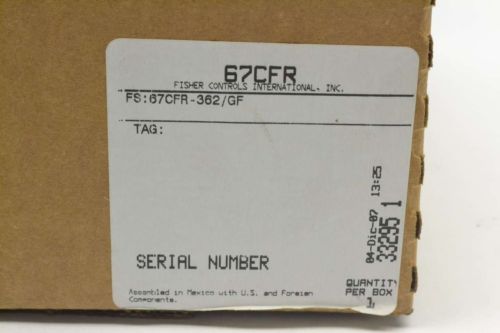 67CFR
FISHER CONTROLS INTERNATIONAL, INC.
FS:67CFR-362/GF
TAG:
04-Dic-07 13:25
33295 1
SERIAL NUMBER
Assembled in Mexico with U.S. and Foreign
Components.
QUANTITY
PER BOX
1